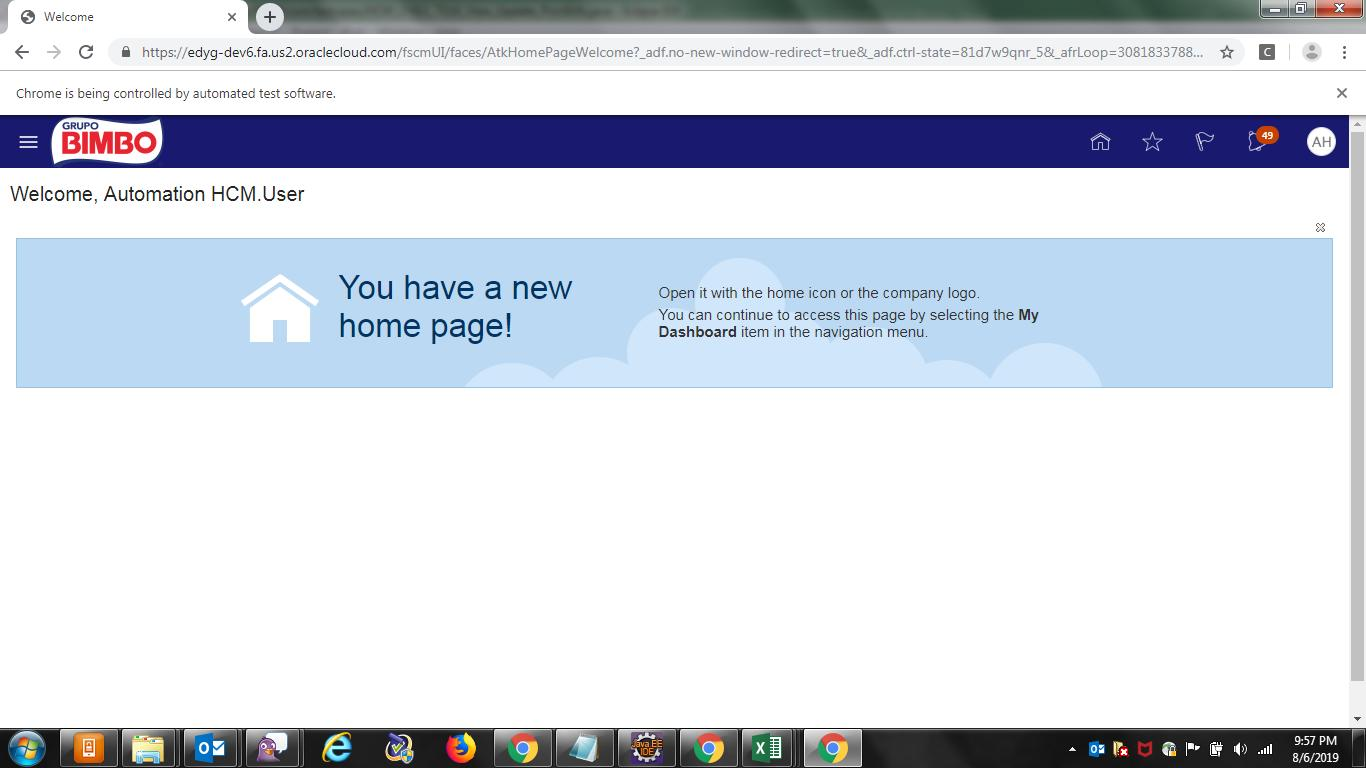 Welcome
https://edyg-dev6.fa.us2.oraclecloud.com/fscmUI/faces/AtkHomePageWelcome?_adf.no-new-window-redirect=true&_adf.ctrl-state=81d7w9qnr_5&_afrLoop=3081833788...
C
Chrome is being controlled by automated test software.
GRUPO
BIMBO
49
AH
Welcome, Automation HCM.User
You have a new
home page!
Open it with the home icon or the company logo.
You can continue to access this page by selecting the My
Dashboard item in the navigation menu.
Java EE
IDE
9:57 PM
8/6/2019